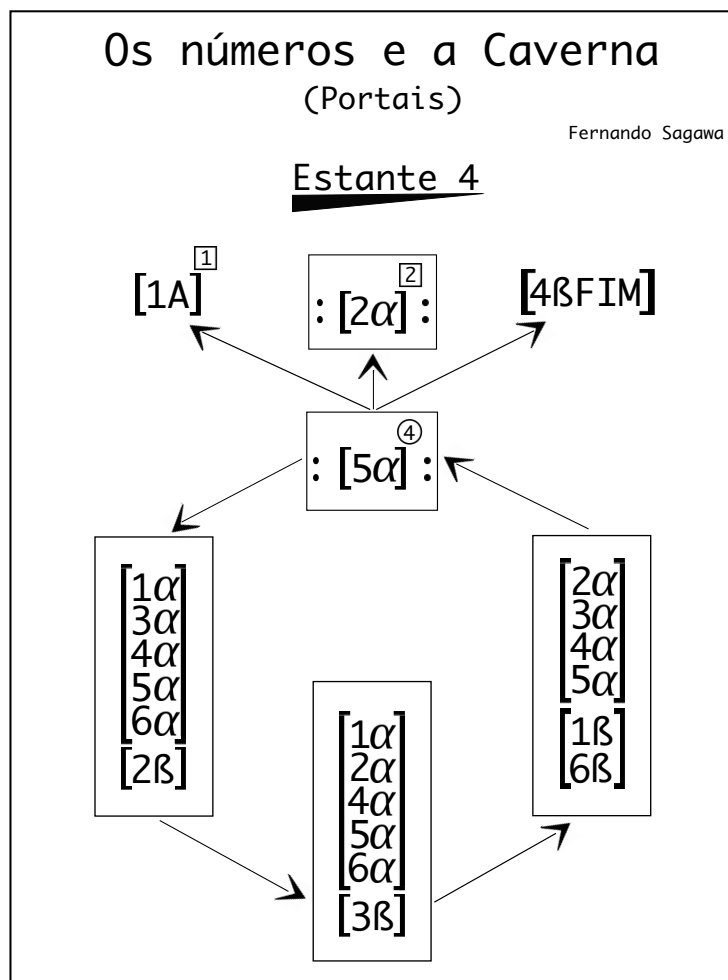 Os números e a Caverna
(Portais)
Fernando Sagawa
Estante 4
[1A] 1
:[2α]: 2
[4ßFIM]
:[5α]: 4
[1α
3α
4α
5α
6α]
[2ß]
[1α
2α
4α
5α
6α]
[3ß]
[2α
3α
4α
5α]
[1ß
6ß]